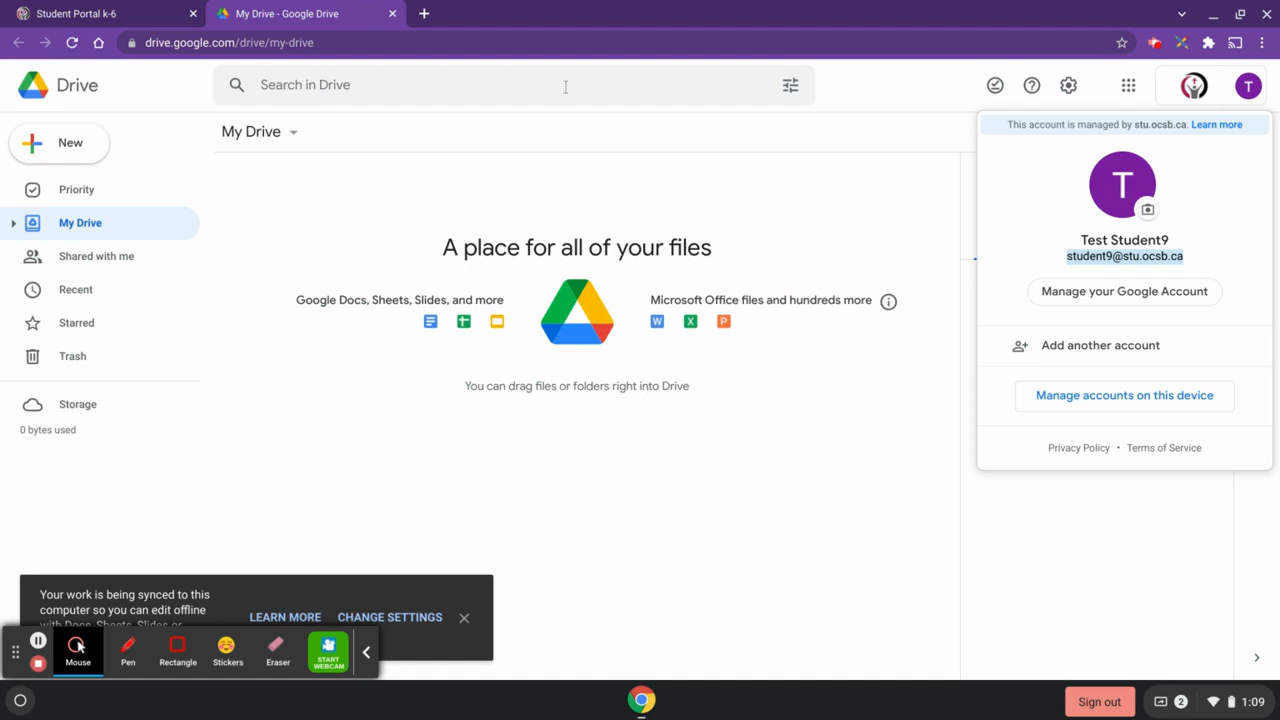 Student Portal k-6
My Drive - Google Drive
drive.google.com/drive/my-drive
Drive
Search in Drive
T
New
My Drive
This account is managed by stu.ocsb.ca. Learn more
T
Test Student9
student9@stu.ocsb.ca
Manage your Google Account
Add another account
Manage accounts on this device
Privacy Policy • Terms of Service
Priority
My Drive
Shared with me
Recent
Starred
Trash
Storage
0 bytes used
A place for all of your files
Google Docs, Sheets, Slides, and more
Microsoft Office files and hundreds more
W X P
You can drag files or folders right into Drive
Your work is being synced to this
computer so you can edit offline
with Docs, Sheets, Slides or
LEARN MORE CHANGE SETTINGS
Mouse
Pen
Rectangle
Stickers
Eraser
START
WEBCAM
Sign out
2
1:09